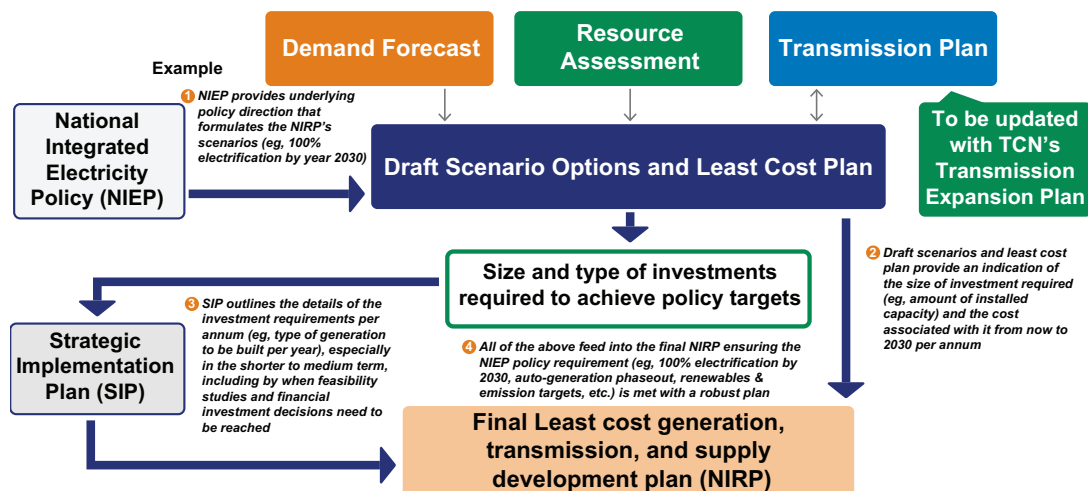 Demand Forecast
Resource
Assessment
Transmission Plan
Example
1 NIEP provides underlying
policy direction that
formulates the NIRP's
scenarios (eg, 100%
electrification by year 2030)
National
Integrated
Electricity
Policy (NIEP)
Draft Scenario Options and Least Cost Plan
To be updated
with TCN's
Transmission
Expansion Plan
Size and type of investments
required to achieve policy targets
2 Draft scenarios and least cost
plan provide an indication of
the size of investment required
(eg, amount of installed
capacity) and the cost
associated with it from now to
2030 per annum
3 SIP outlines the details of the
investment requirements per
annum (eg, type of generation
to be built per year), especially
in the shorter to medium term,
including by when feasibility
studies and financial
investment decisions need to
be reached
Strategic
Implementation
Plan (SIP)
4 All of the above feed into the final NIRP ensuring the
NIEP policy requirement (eg, 100% electrification by
2030, auto-generation phaseout, renewables &
emission targets, etc.) is met with a robust plan
Final Least cost generation,
transmission, and supply
development plan (NIRP)